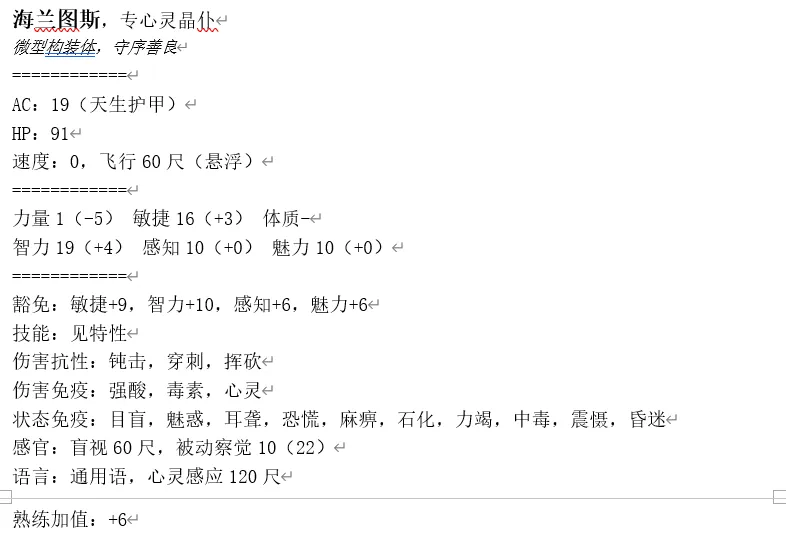 海兰图斯，专心灵晶仆
微型构装体，守序善良
============
AC：19（天生护甲）
HP：91
速度：0，飞行 60 尺（悬浮）
============
力量 1（-5） 敏捷 16（+3） 体质-
智力 19（+4） 感知 10（+0） 魅力 10（+0）
============
豁免：敏捷+9，智力+10，感知+6，魅力+6
技能：见特性
伤害抗性：钝击，穿刺，挥砍
伤害免疫：强酸，毒素，心灵
状态免疫：目盲，魅惑，耳聋，恐慌，麻痹，石化，力竭，中毒，震慑，昏迷
感官：盲视 60 尺，被动察觉 10（22）
语言：通用语，心灵感应 120 尺
熟练加值：+6